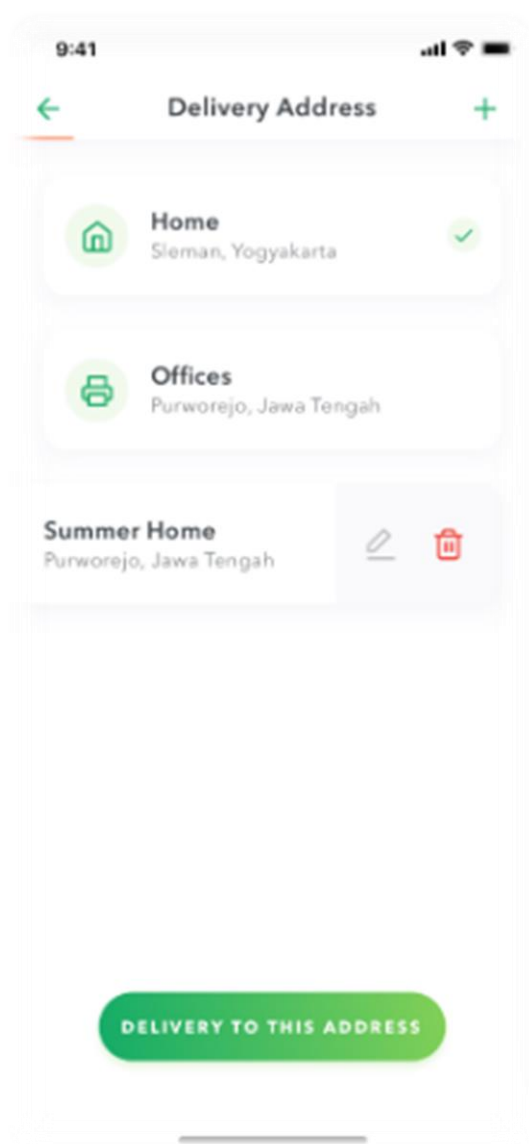 9:41
Delivery Address
Home
Sleman, Yogyakarta
Offices
Purworejo, Jawa Tengah
Summer Home
Purworejo, Jawa Tengah
DELIVERY TO THIS ADDRESS